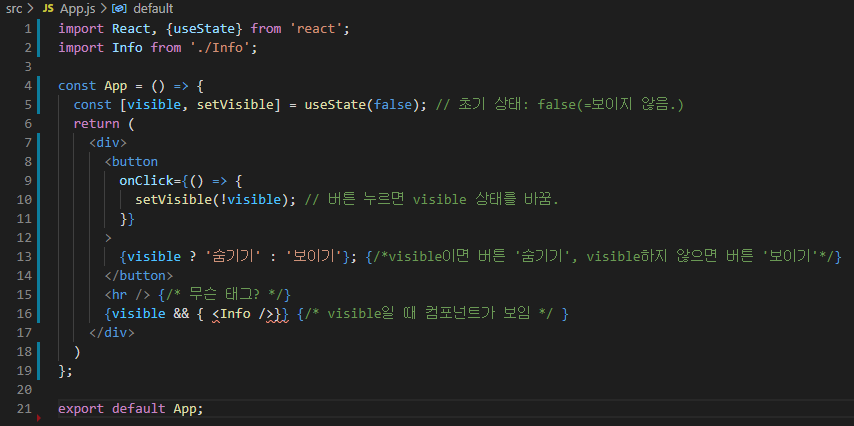 src > JS App.js > default
1 import React, {useState} from 'react';
2 import Info from './Info';
3
4 const App = () => {
5 const [visible, setVisible] = useState(false); // 초기 상태: false(=보이지 않음.)
6 return (
7 <div>
8 <button
9 onClick={() => {
10 setVisible(!visible); // 버튼 누르면 visible 상태를 바꿈.
11 }}
12 >
13 {visible ? '숨기기' : '보이기'}; {/*visible이면 버튼 '숨기기', visible하지 않으면 버튼 '보이기'*/}
14 </button>
15 <hr /> {/* 무슨 태그? */}
16 {visible && { <Info />}} {/* visible일 때 컴포넌트가 보임 */ }
17 </div>
18 )
19 };
20
21 export default App;